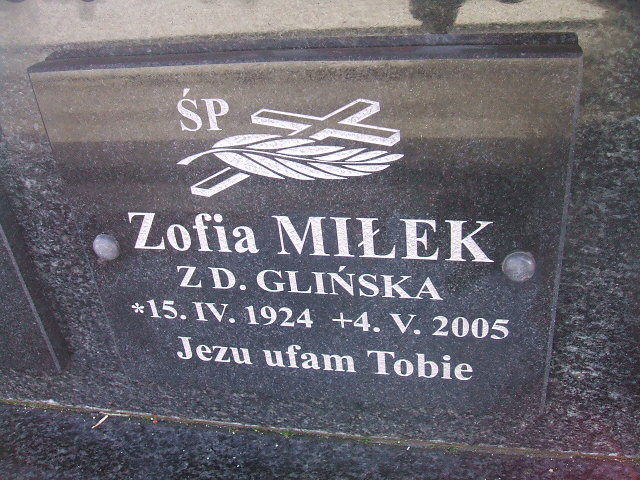 ŚP
Zofia MIŁEK
Z D. GLIŃSKA
*15. IV. 1924 +4. V. 2005
Jezu ufam Tobie